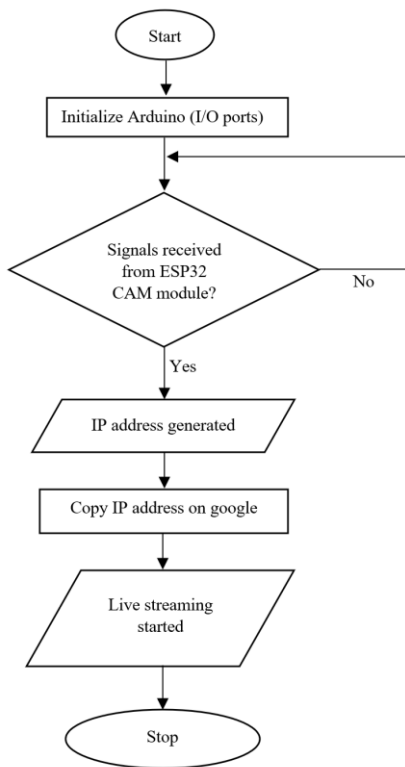 Start
Initialize Arduino (I/O ports)
Signals received
from ESP32
CAM module?
No
Yes
IP address generated
Copy IP address on google
Live streaming
started
Stop